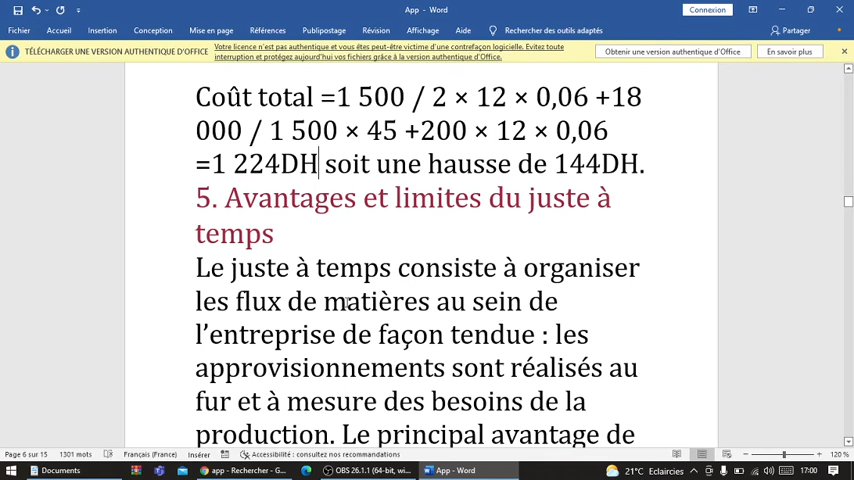 App - Word
Connexion
Fichier Accueil Insertion Conception Mise en page Références Publipostage Révision Affichage Aide Rechercher des outils adaptés Partager
TÉLÉCHARGER UNE VERSION AUTHENTIQUE D'OFFICE Votre licence n'est pas authentique et vous êtes peut-être victime d'une contrefaçon logicielle. Evitez toute
interruption et protégez aujourd'hui vos fichiers grâce à la version authentique d'Office. Obtenir une version authentique d'Office En savoir plus
Coût total =1 500 / 2 × 12 × 0,06 +18
000 / 1 500 × 45 +200 × 12 × 0,06
=1 224DH soit une hausse de 144DH.
5. Avantages et limites du juste à
temps
Le juste à temps consiste à organiser
les flux de matières au sein de
l’entreprise de façon tendue : les
approvisionnements sont réalisés au
fur et à mesure des besoins de la
production. Le principal avantage de
Page 6 sur 15 1301 mots Français (France) Insérer Accessibilité : consultez nos recommandations 120 %
Documents app - Rechercher - G... OBS 26.1.1 (64-bit, wi... App - Word 21°C Eclaircies 17:00